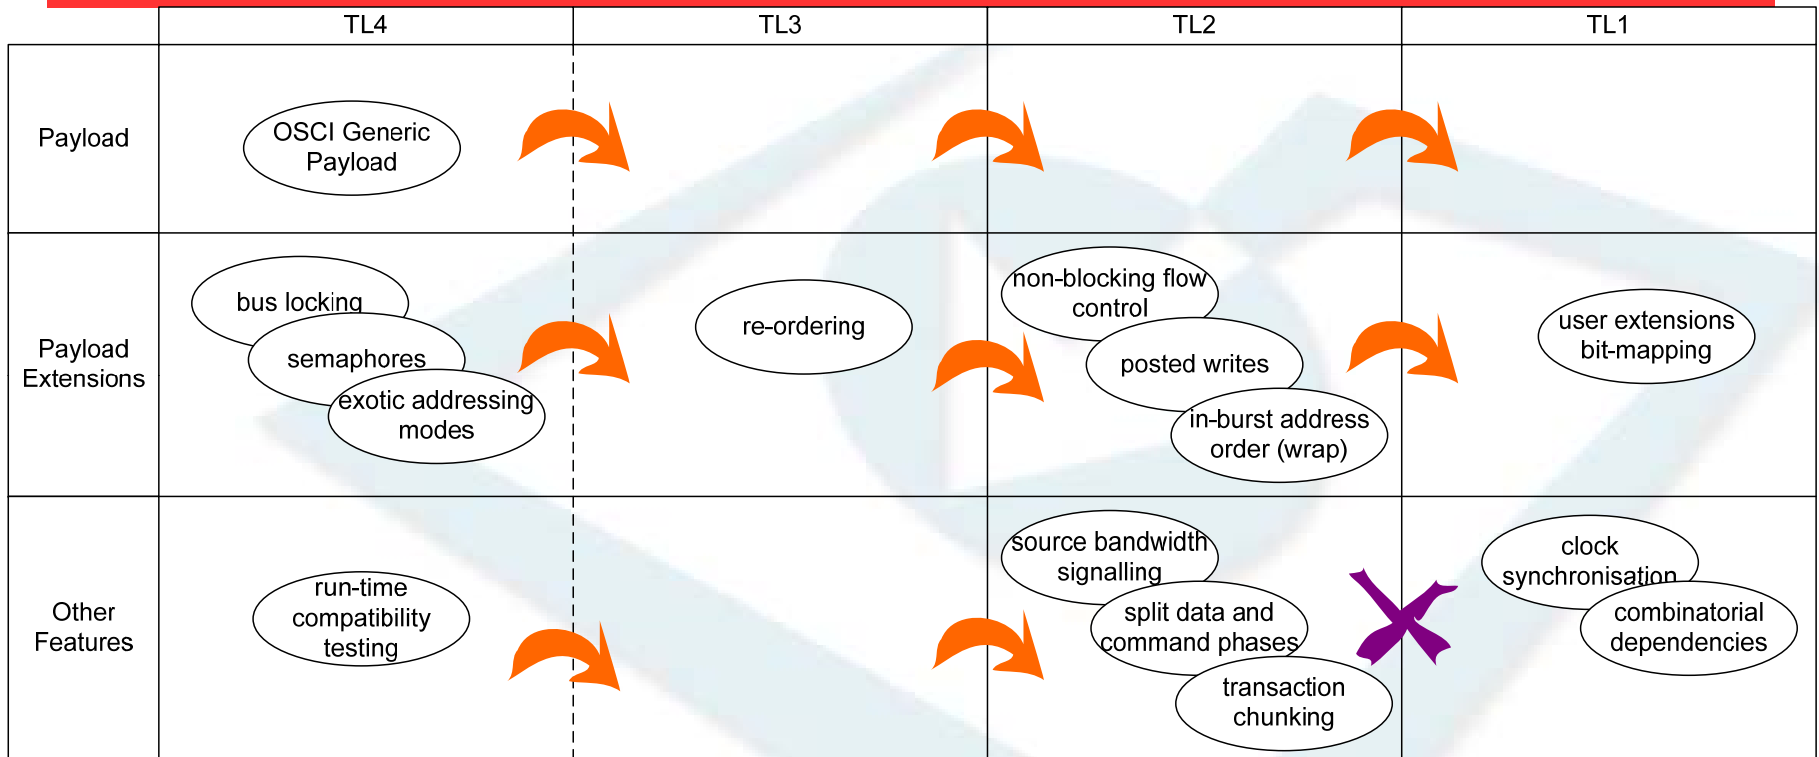 TL4
TL3
TL2
TL1
Payload
OSCI Generic
Payload
Payload
Extensions
bus locking
semaphores
exotic addressing
modes
re-ordering
non-blocking flow
control
posted writes
in-burst address
order (wrap)
user extensions
bit-mapping
Other
Features
run-time
compatibility
testing
source bandwidth
signalling
split data and
command phases
transaction
chunking
clock
synchronisation
combinatorial
dependencies